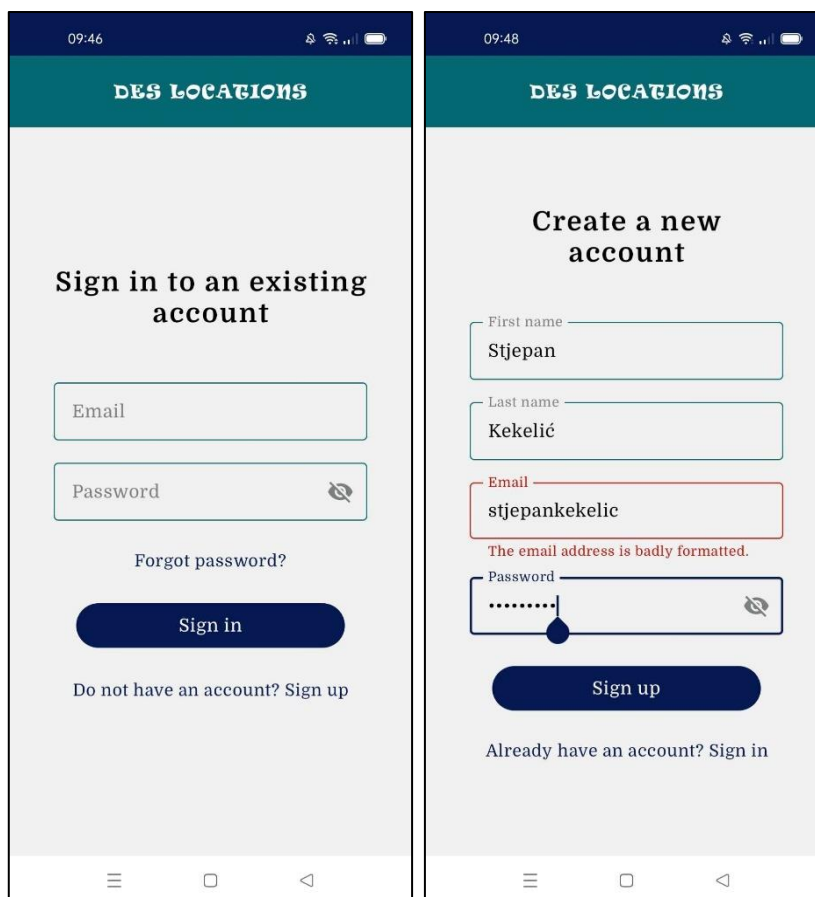 09:46
DES LOCATIONS
Sign in to an existing
account
Email
Password
Forgot password?
Sign in
Do not have an account? Sign up
09:48
DES LOCATIONS
Create a new
account
First name
Stjepan
Last name
Kekelić
Email
stjepankekelic
The email address is badly formatted.
Password
•••••••••
Sign up
Already have an account? Sign in